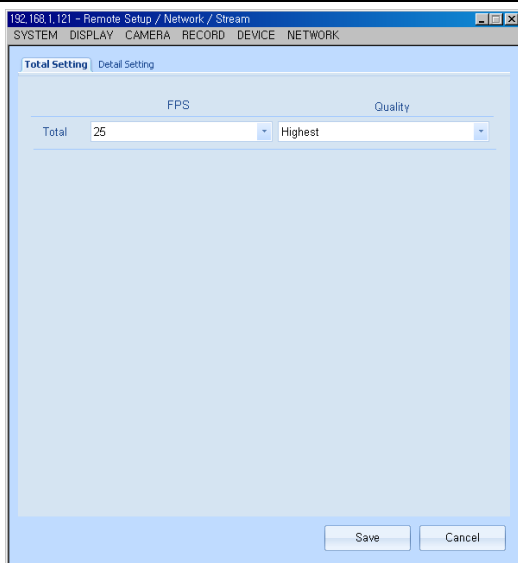 192,168,1,121 - Remote Setup / Network / Stream
SYSTEM DISPLAY CAMERA RECORD DEVICE NETWORK
Total Setting Detail Setting
FPS Quality
Total 25 Highest
Save Cancel